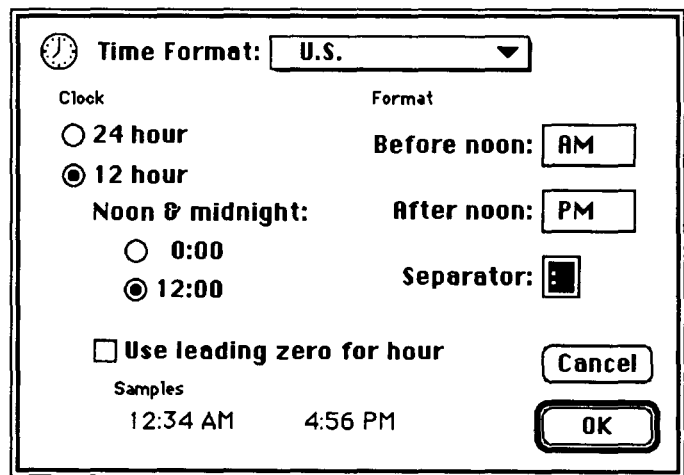 Time Format: U.S.
Clock Format
24 hour
Before noon: AM
12 hour
Noon & midnight: After noon: PM
0:00
12:00 Separator: :
Use leading zero for hour
Cancel
Samples
12:34 AM 4:56 PM OK